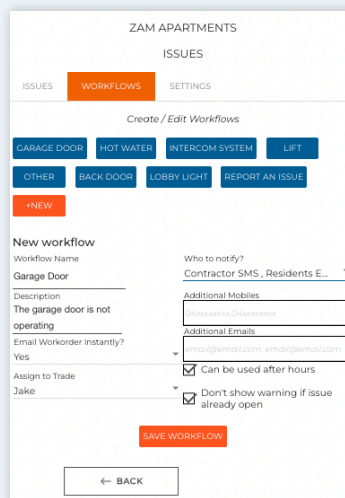 ZAM APARTMENTS
ISSUES
ISSUES WORKFLOWS SETTINGS
Create / Edit Workflows
GARAGE DOOR HOT WATER INTERCOM SYSTEM LIFT
OTHER BACK DOOR LOBBY LIGHT REPORT AN ISSUE
+NEW
New workflow
Workflow Name
Garage Door
Description
The garage door is not
operating
Email Workorder Instantly?
Yes
Assign to Trade
Jake
Who to notify?
Contractor SMS , Residents E...
Additional Mobiles
Additional Emails
email@email.com, email@email.com
Can be used after hours
Don't show warning if issue
already open
SAVE WORKFLOW
← BACK